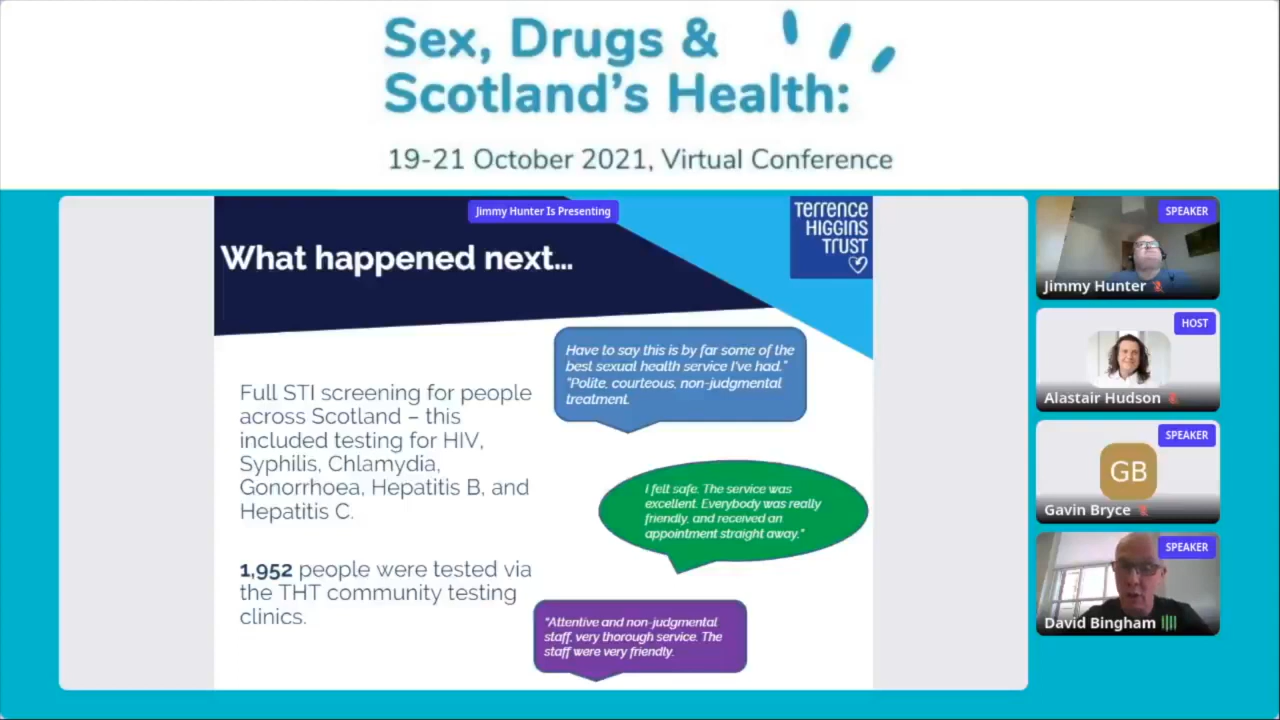 Sex, Drugs &
Scotland's Health:
19-21 October 2021, Virtual Conference
Jimmy Hunter Is Presenting
TERRENCE
HIGGINS
TRUST
What happened next...
Full STI screening for people
across Scotland – this
included testing for HIV,
Syphilis, Chlamydia,
Gonorrhoea, Hepatitis B, and
Hepatitis C.
1,952 people were tested via
the THT community testing
clinics.
Have to say this is by far some of the
best sexual health service I've had."
"Polite, courteous, non-judgmental
treatment.
I felt safe. The service was
excellent. Everybody was really
friendly, and received an
appointment straight away."
"Attentive and non-judgmental
staff, very thorough service. The
staff were very friendly.
SPEAKER
Jimmy Hunter
HOST
Alastair Hudson
SPEAKER
GB
Gavin Bryce
SPEAKER
David Bingham